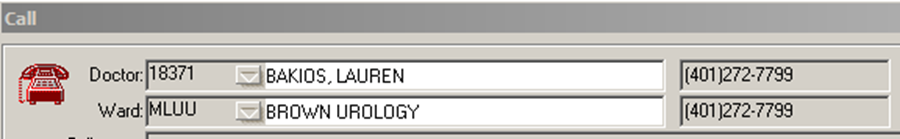 Call
Doctor: 18371 BAKIOS, LAUREN (401)272-7799
Ward: MLUU BROWN UROLOGY (401)272-7799